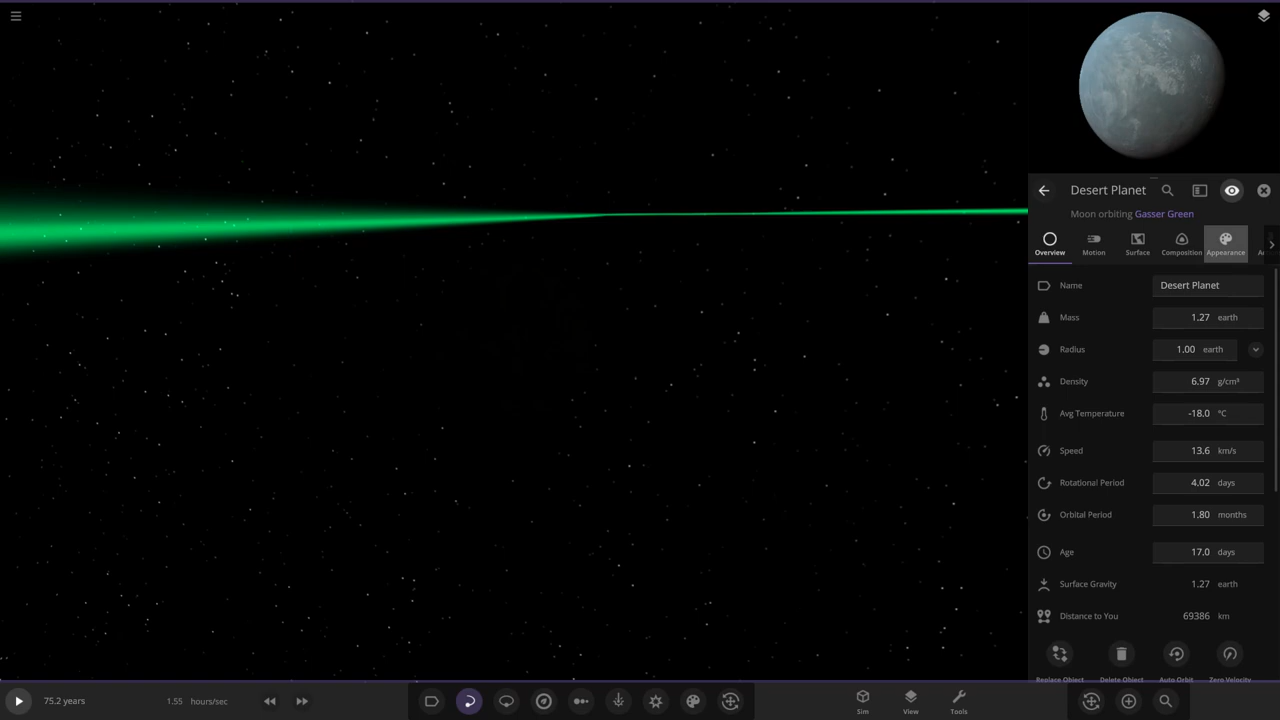 Desert Planet
Moon orbiting Gasser Green
Overview Motion Surface Composition Appearance
Name Desert Planet
Mass 1.27 earth
Radius 1.00 earth
Density 6.97 g/cm³
Avg Temperature -18.0 °C
Speed 13.6 km/s
Rotational Period 4.02 days
Orbital Period 1.80 months
Age 17.0 days
Surface Gravity 1.27 earth
Distance to You 69386 km
Replace Object Delete Object Auto Orbit Zero Velocity
75.2 years 1.55 hours/sec Sim View Tools